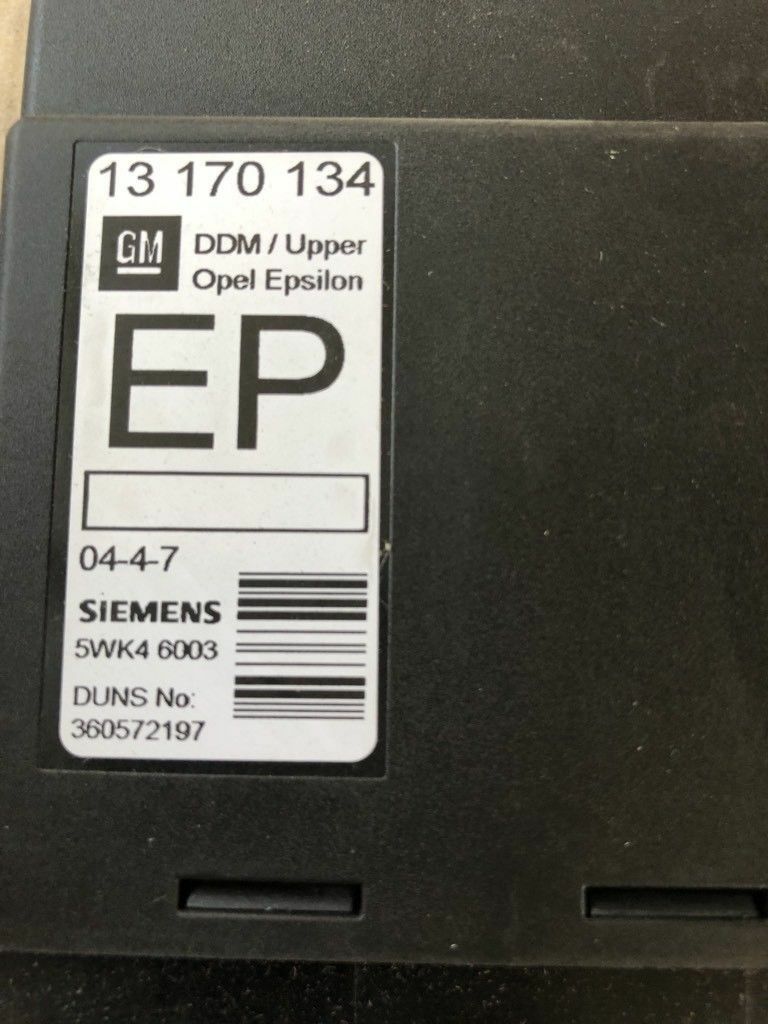 13 170 134
GM
DDM / Upper
Opel Epsilon
EP
04-4-7
SIEMENS
5WK4 6003
DUNS No:
360572197